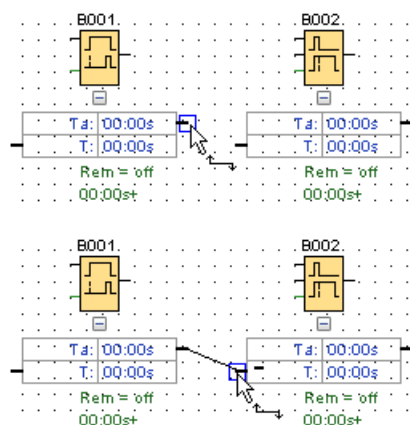 B001 B002
Ta: 00:00s Ta: 00:00s
T: 00:00s T: 00:00s
Rem = off Rem = off
00:00s+ 00:00s+
B001 B002
Ta: 00:00s Ta: 00:00s
T: 00:00s T: 00:00s
Rem = off Rem = off
00:00s+ 00:00s+